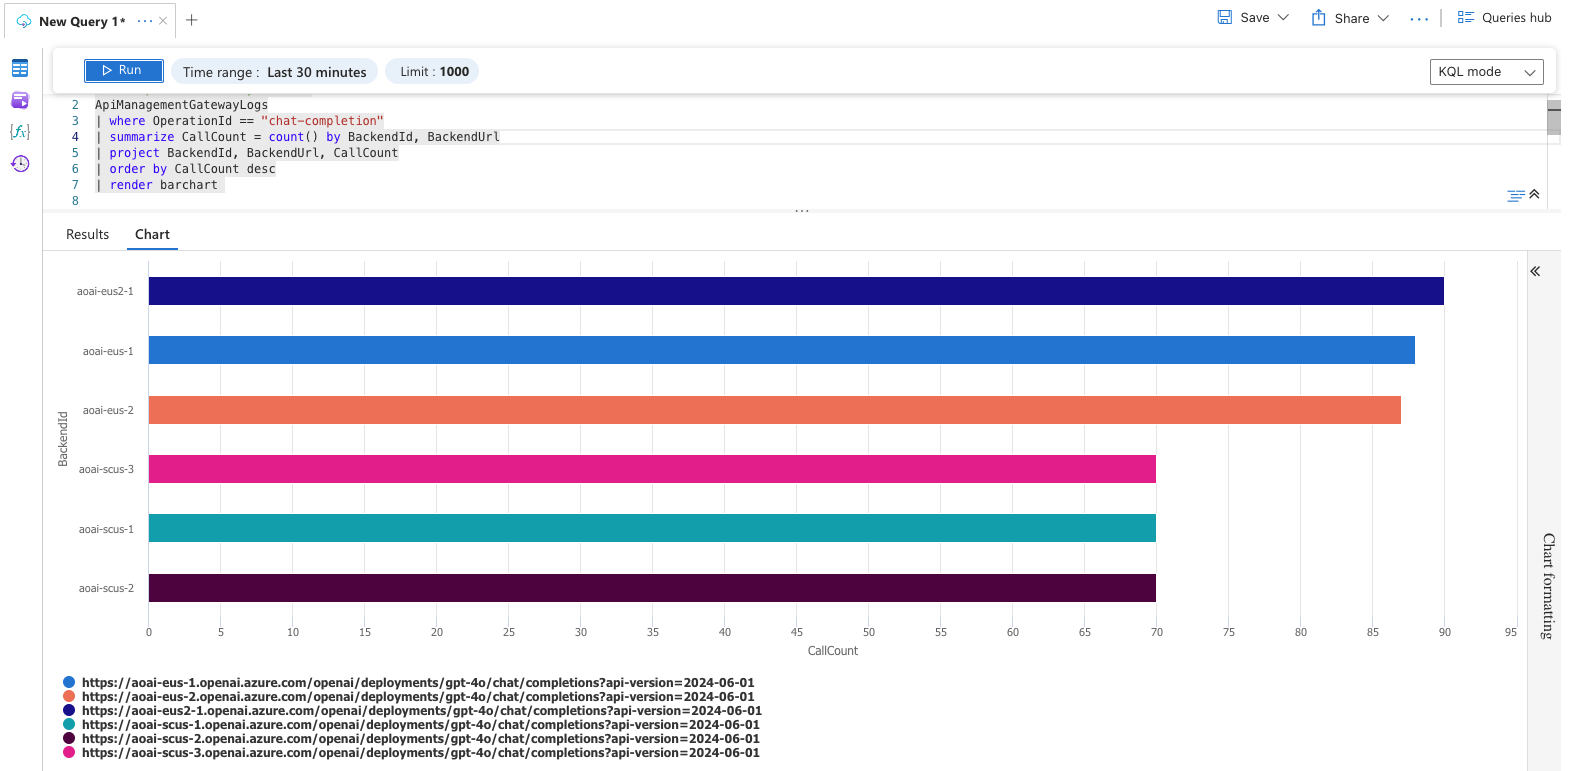 New Query 1*
Save
Share
Queries hub
Run
Time range : Last 30 minutes
Limit : 1000
KQL mode
2 ApiManagementGatewayLogs
3 | where OperationId == "chat-completion"
4 | summarize CallCount = count() by BackendId, BackendUrl
5 | project BackendId, BackendUrl, CallCount
6 | order by CallCount desc
7 | render barchart
8
Results Chart
aoai-eus2-1
aoai-eus-1
aoai-eus-2
aoai-scus-3
aoai-scus-1
aoai-scus-2
BackendId
0 5 10 15 20 25 30 35 40 45 50 55 60 65 70 75 80 85 90 95
CallCount
Chart formatting
https://aoai-eus-1.openai.azure.com/openai/deployments/gpt-4o/chat/completions?api-version=2024-06-01
https://aoai-eus-2.openai.azure.com/openai/deployments/gpt-4o/chat/completions?api-version=2024-06-01
https://aoai-eus2-1.openai.azure.com/openai/deployments/gpt-4o/chat/completions?api-version=2024-06-01
https://aoai-scus-1.openai.azure.com/openai/deployments/gpt-4o/chat/completions?api-version=2024-06-01
https://aoai-scus-2.openai.azure.com/openai/deployments/gpt-4o/chat/completions?api-version=2024-06-01
https://aoai-scus-3.openai.azure.com/openai/deployments/gpt-4o/chat/completions?api-version=2024-06-01